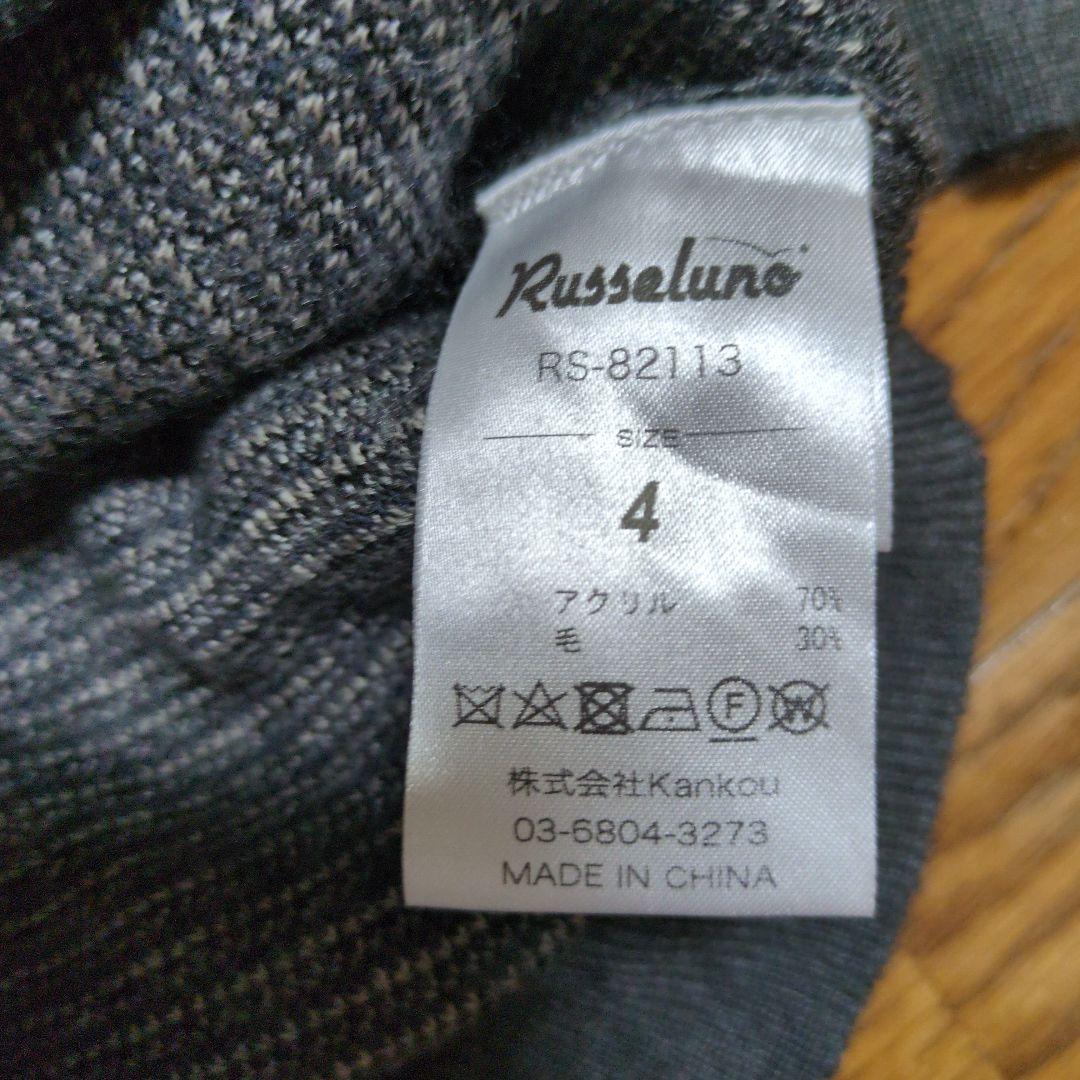 Russeluno
RS-82113
SIZE
4
アクリル 70%
毛 30%
F W
株式会社Kankou
03-6804-3273
MADE IN CHINA